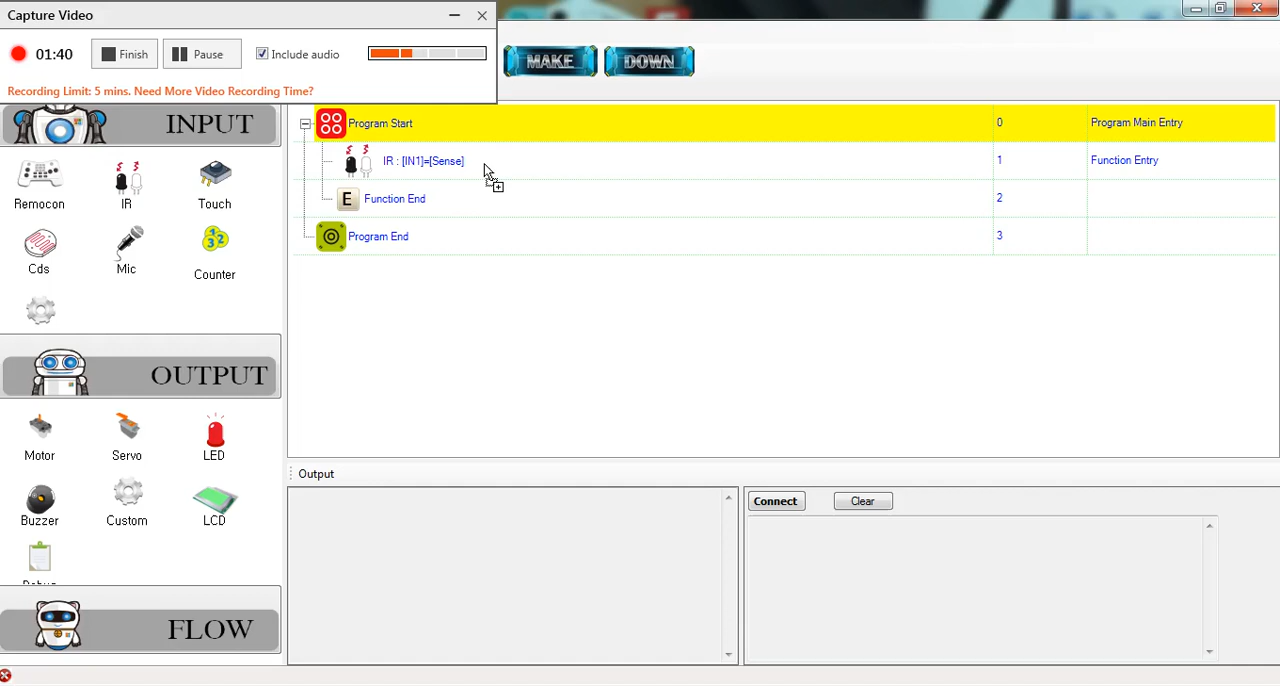 Capture Video
01:40 Finish Pause Include audio
Recording Limit: 5 mins. Need More Video Recording Time?
MAKE DOWN
INPUT
Remocon IR Touch
Cds Mic Counter
OUTPUT
Motor Servo LED
Buzzer Custom LCD
Debug
FLOW
Program Start 0 Program Main Entry
IR : [IN1]=[Sense] 1 Function Entry
E Function End 2
Program End 3
Output
Connect Clear